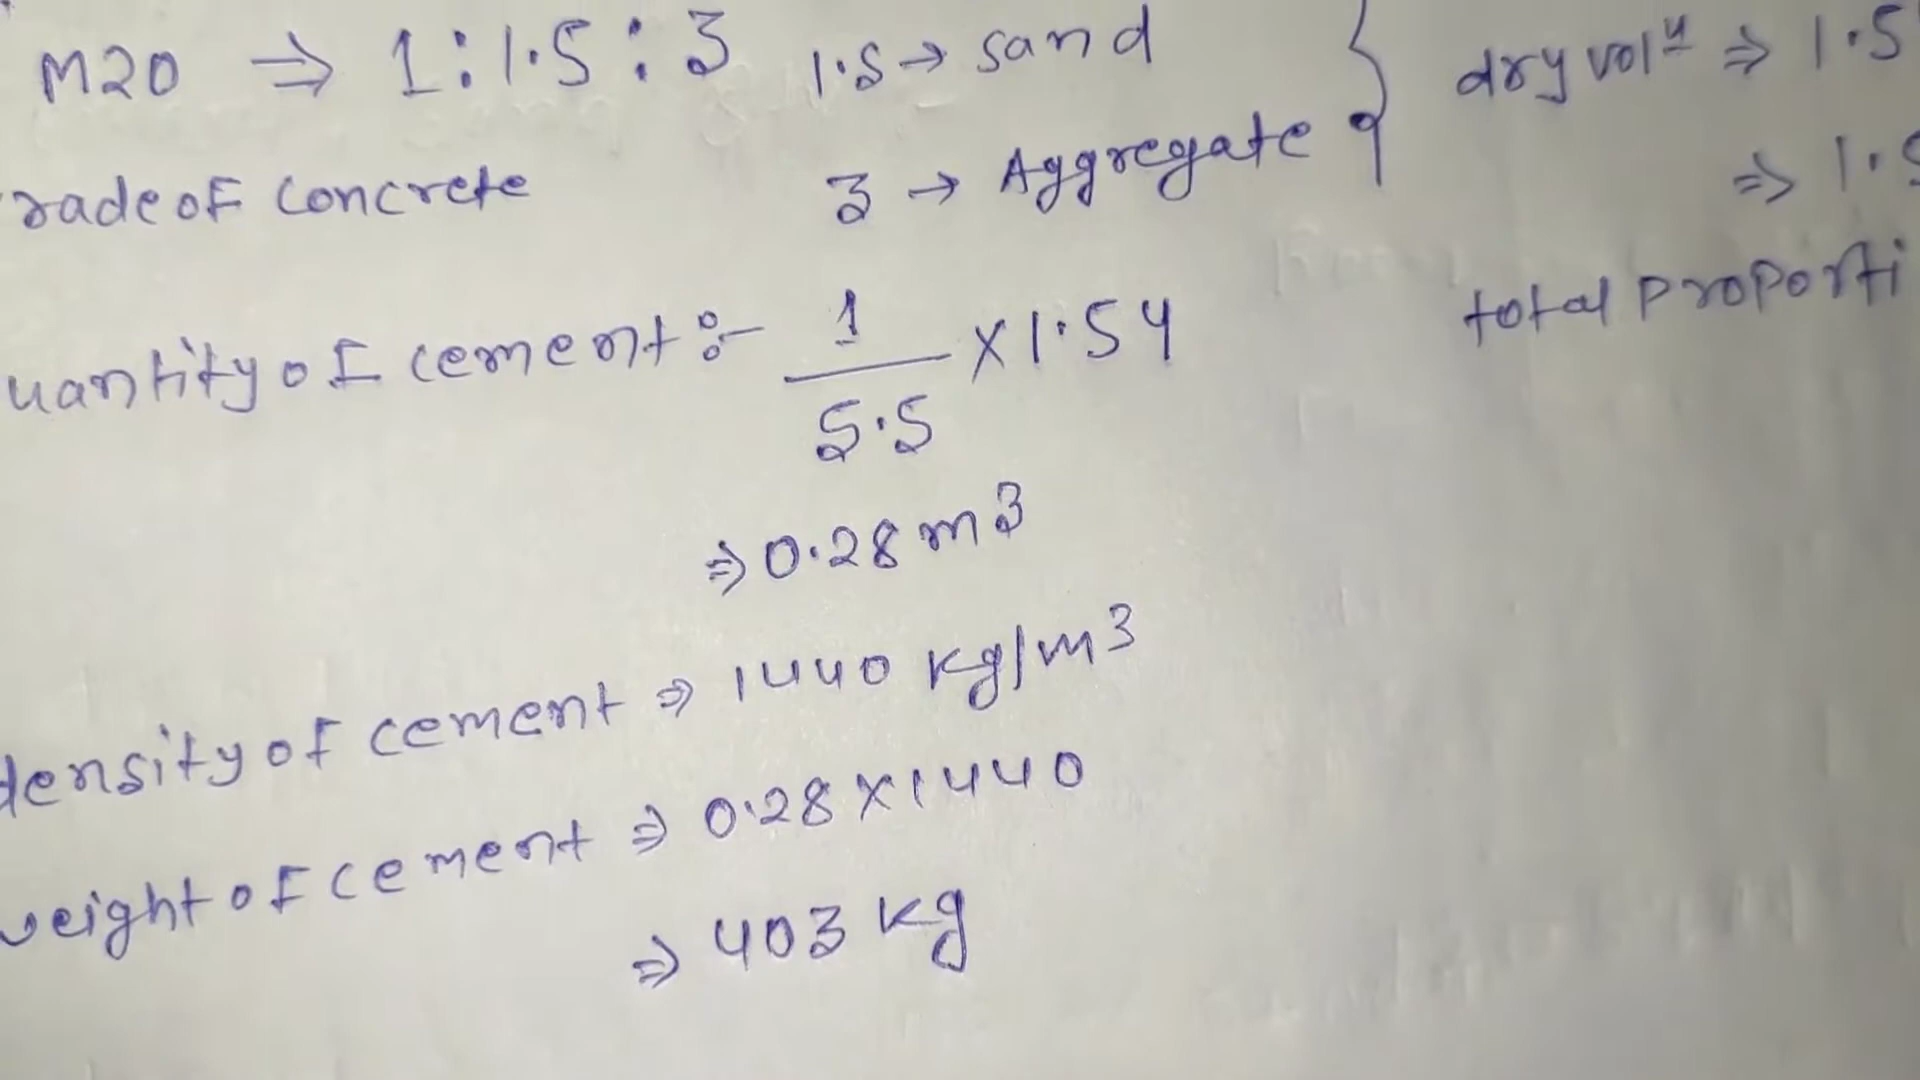 M20 ⇒ 1:1.5:3
1.5 → sand
3 → Aggregate
dry volⁿ ⇒ 1.5
⇒ 1.5
rade of concrete
total proporti
uantity of cement :- 1/5.5 × 1.54
⇒ 0.28 m³
density of cement ⇒ 1440 kg/m³
weight of cement ⇒ 0.28 × 1440
⇒ 403 kg